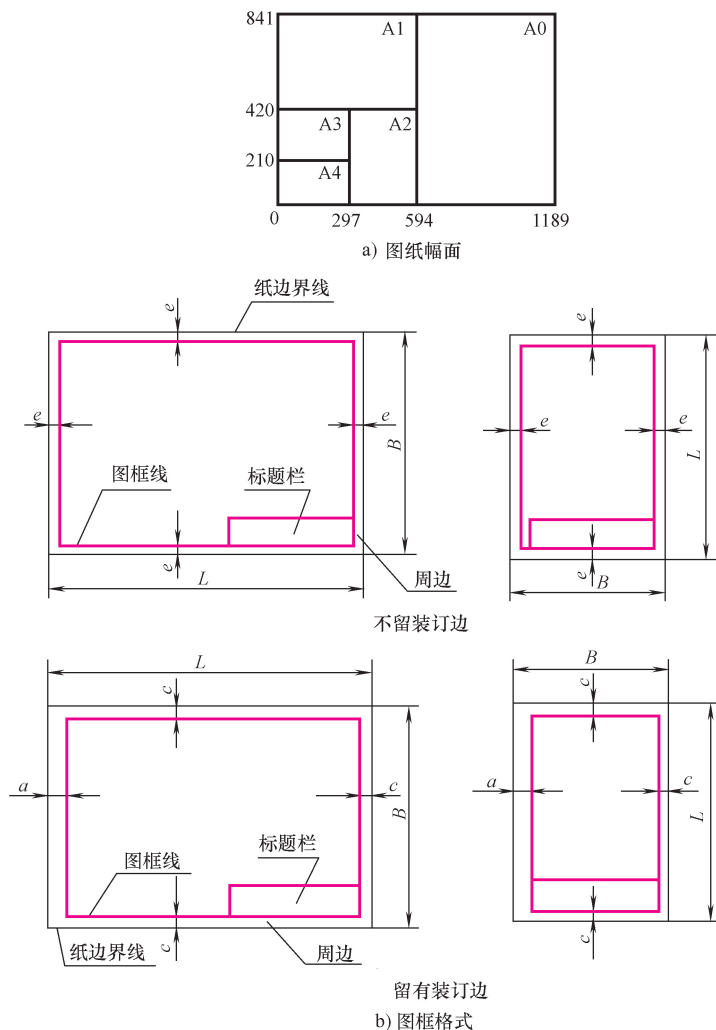 841
A1
A0
420
A3
A2
210
A4
0
297
594
1189
a) 图纸幅面
纸边界线
e
e
e
e
e
e
B
L
图框线
标题栏
e
L
周边
e
B
不留装订边
L
B
c
c
a
c
a
c
B
L
图框线
标题栏
c
c
纸边界线
周边
留有装订边
b) 图框格式